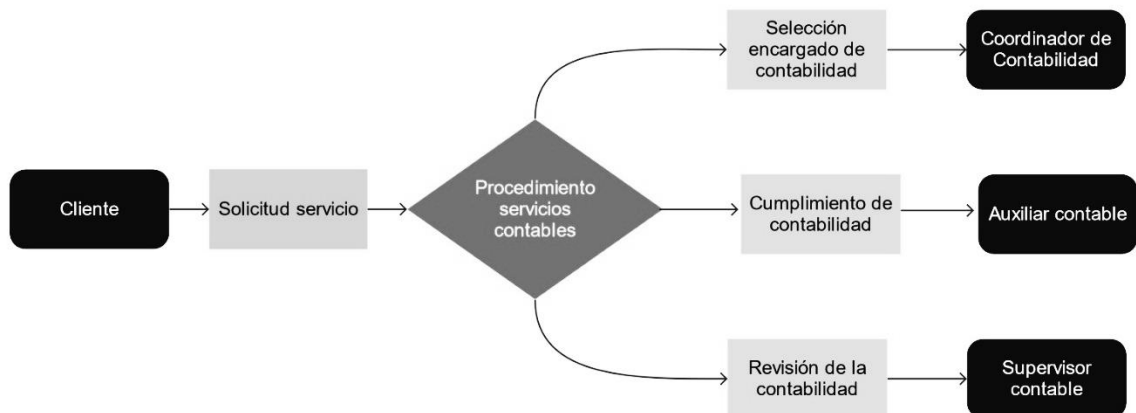 Cliente
Solicitud servicio
Procedimiento
servicios
contables
Selección
encargado de
contabilidad
Coordinador de
Contabilidad
Cumplimiento de
contabilidad
Auxiliar contable
Revisión de la
contabilidad
Supervisor
contable